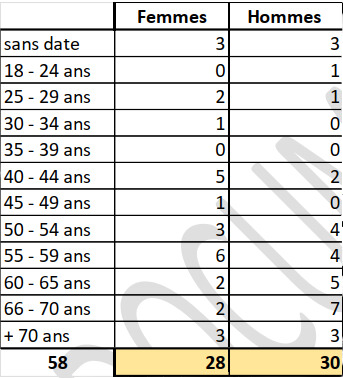 Femmes Hommes
sans date 3 3
18 - 24 ans 0 1
25 - 29 ans 2 1
30 - 34 ans 1 0
35 - 39 ans 0 0
40 - 44 ans 5 2
45 - 49 ans 1 0
50 - 54 ans 3 4
55 - 59 ans 6 4
60 - 65 ans 2 5
66 - 70 ans 2 7
+ 70 ans 3 3
58 28 30